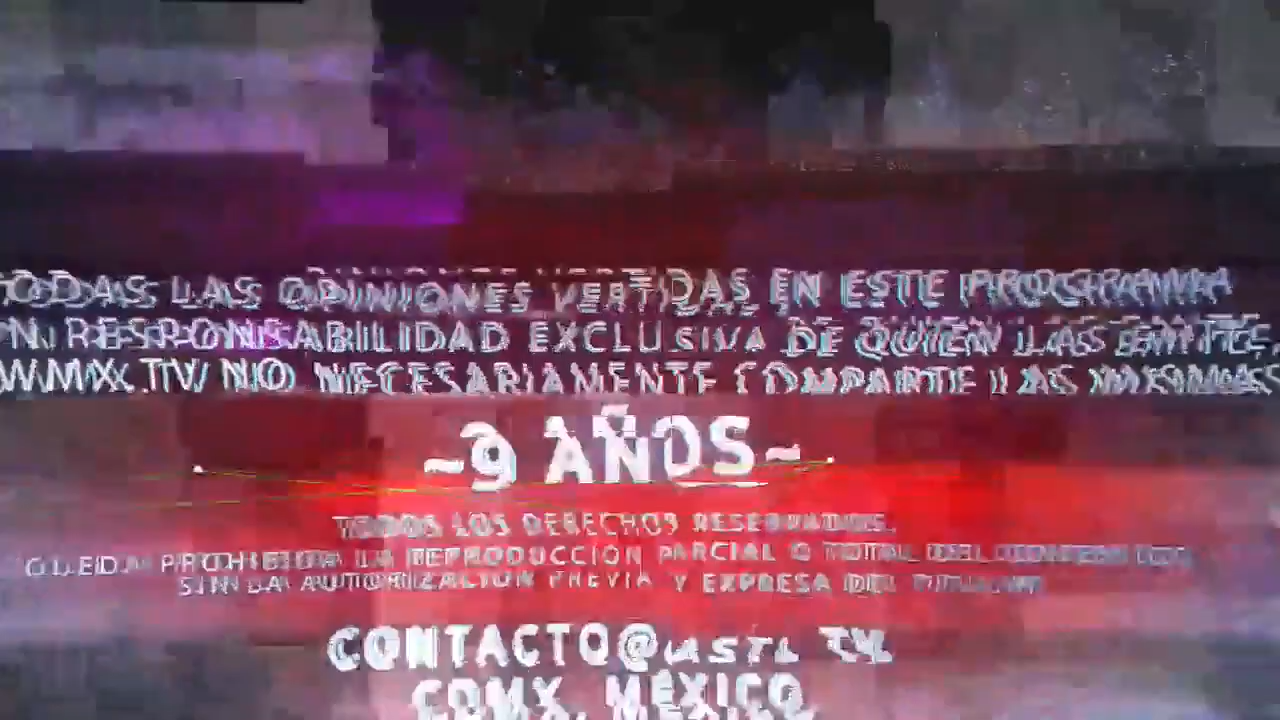 TODAS LAS OPINIONES VERTIDAS EN ESTE PROGRAMA
RESPONSABILIDAD EXCLUSIVA DE QUIEN LAS EMITE,
NO NECESARIAMENTE COMPARTE LAS MISMAS
~9 AÑOS~
TODOS LOS DERECHOS RESERVADOS.
QUEDA PROHIBIDA LA REPRODUCCIÓN PARCIAL O TOTAL DEL
SIN LA AUTORIZACIÓN PREVIA Y EXPRESA DEL
CDMX, MÉXICO